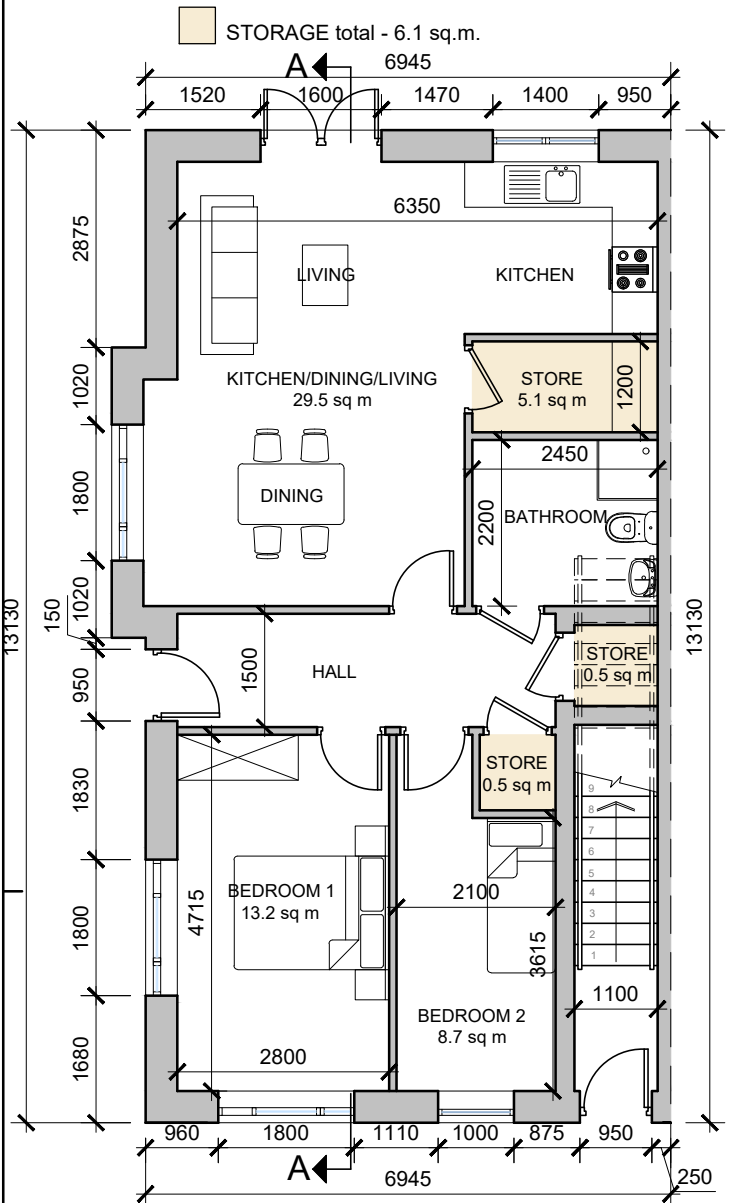 STORAGE total - 6.1 sq.m.
A
6945
1520
1600
1470
1400
950
2875
6350
LIVING
KITCHEN
1020
KITCHEN/DINING/LIVING
29.5 sq m
STORE
5.1 sq m
1200
1800
DINING
2450
2200
BATHROOM
13130
150
1020
13130
950
1500
HALL
STORE
0.5 sq m
STORE
0.5 sq m
1830
9
8
7
6
5
4
3
2
1
1800
4715
BEDROOM 1
13.2 sq m
2100
3615
1100
BEDROOM 2
8.7 sq m
1680
2800
960
1800
1110
1000
875
950
A
6945
250